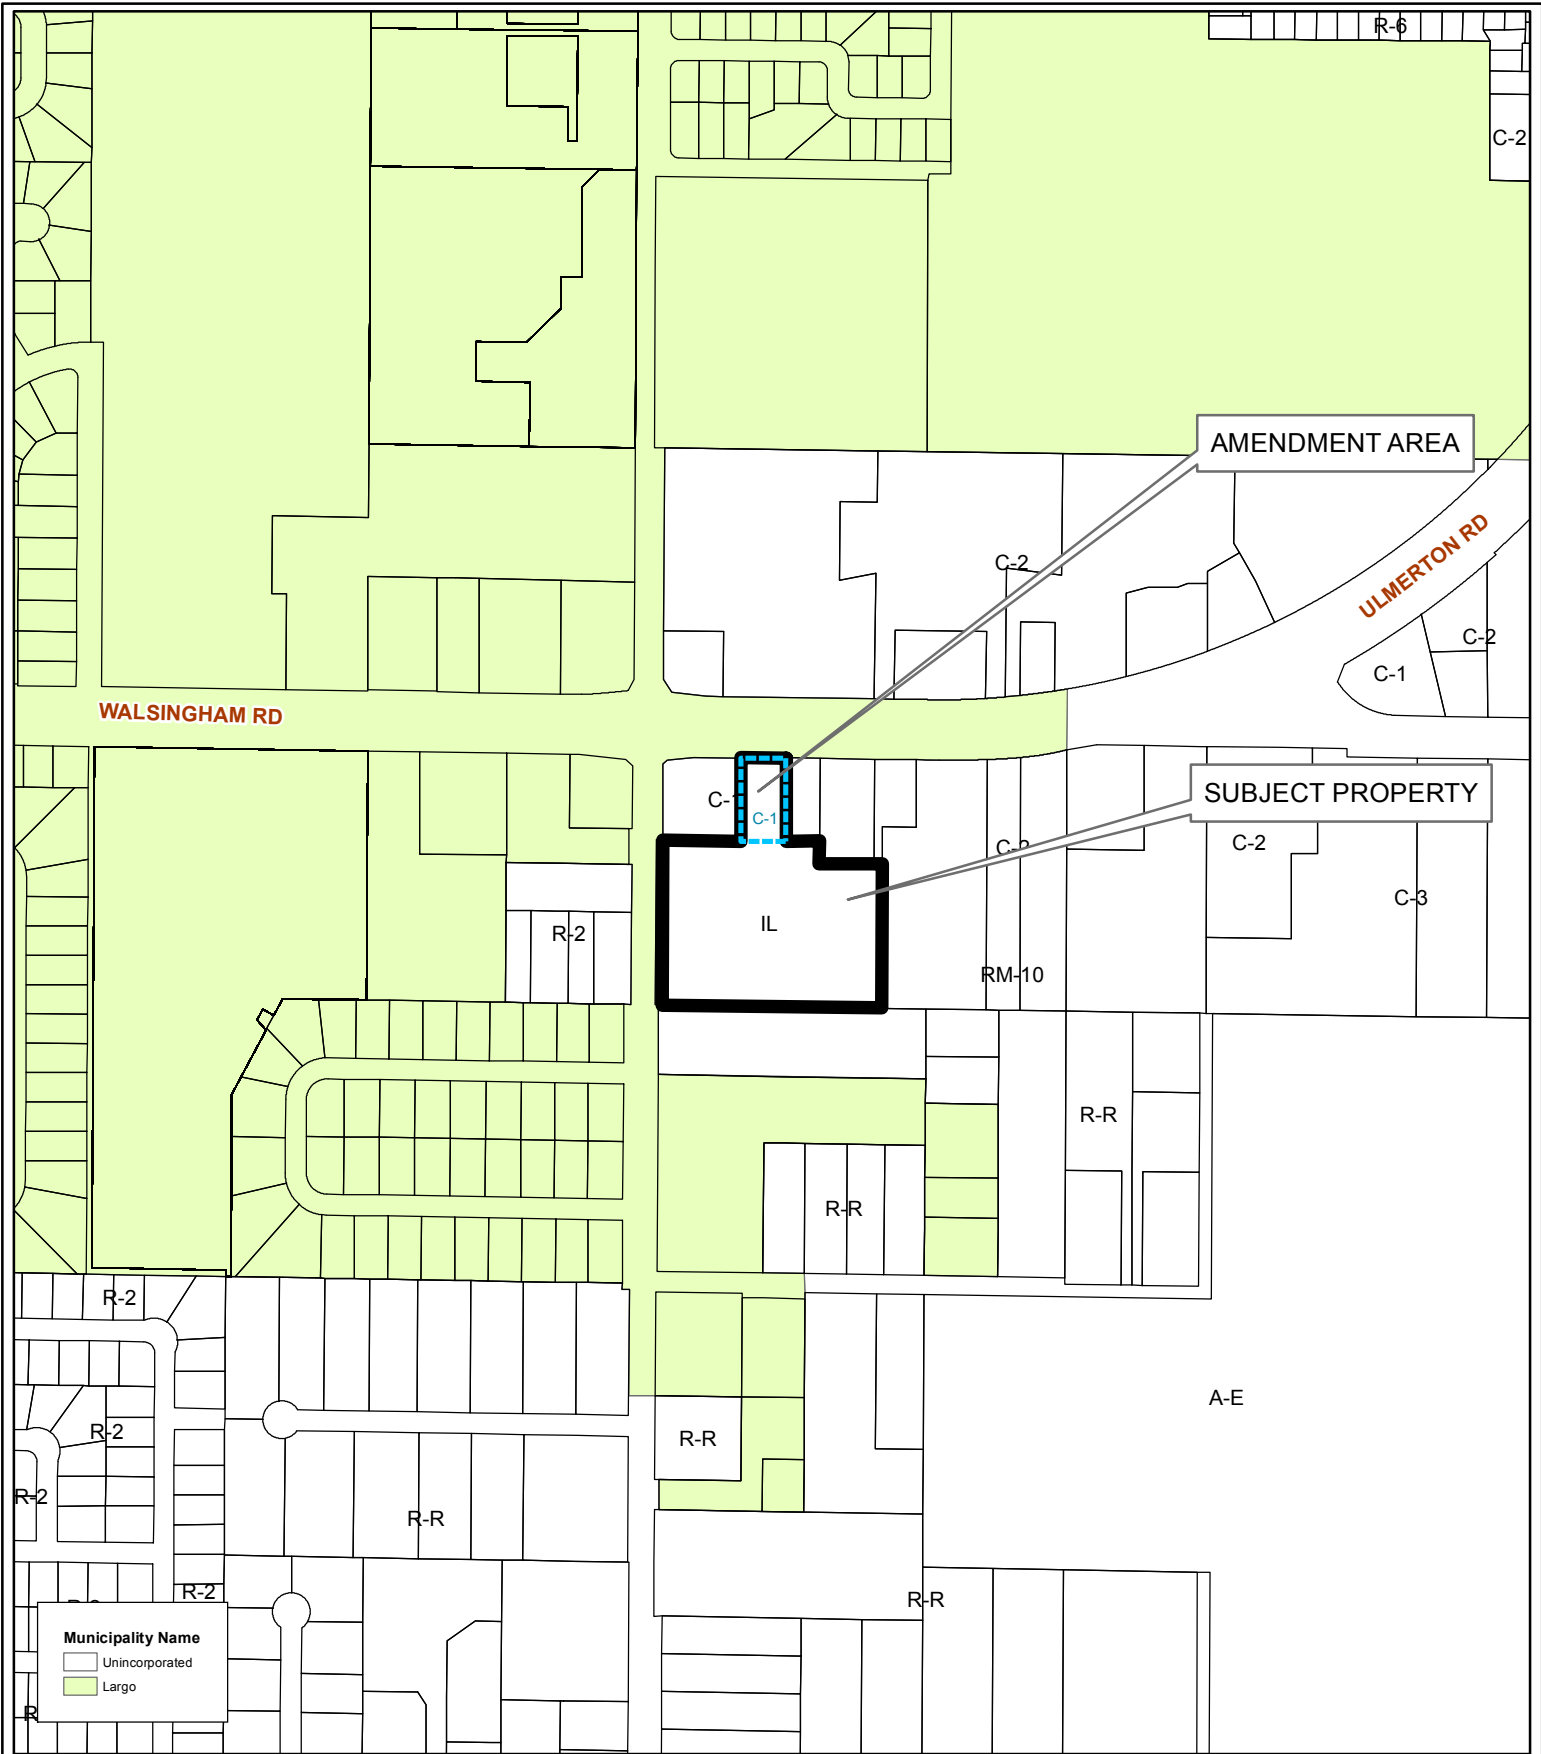 R-6
C-2
AMENDMENT AREA
ULMERTON RD
C-2
C-2
C-1
WALSINGHAM RD
SUBJECT PROPERTY
C-1
C-2
C-3
IL
R-2
RM-10
R-R
R-R
R-2
A-E
R-2
R-R
R-2
R-R
R-2
R-R
Municipality Name
Unincorporated
Largo